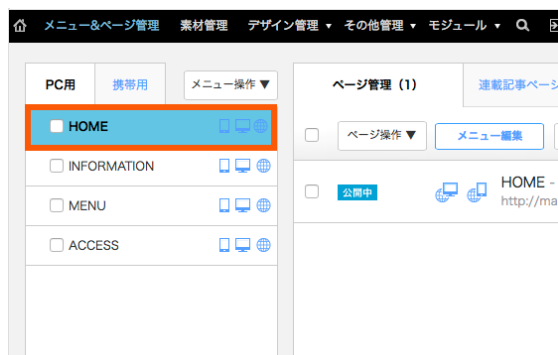 メニュー&ページ管理 素材管理 デザイン管理 ▼ その他管理 ▼ モジュール ▼
PC用 携帯用 メニュー操作 ▼
ページ管理（1） 連載記事ペー
HOME
ページ操作 ▼ メニュー編集
INFORMATION
公開中 HOME -
http://ma
MENU
ACCESS